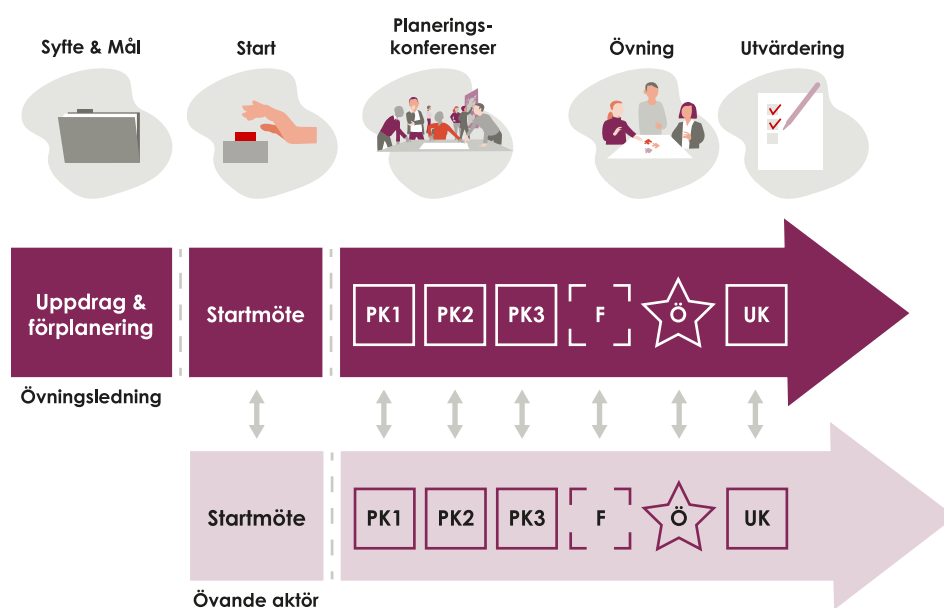 Syfte & Mål
Start
Planerings-
konferenser
Övning
Utvärdering
Uppdrag &
förplanering
Startmöte
PK1
PK2
PK3
F
Ö
UK
Övningsledning
Startmöte
PK1
PK2
PK3
F
Ö
UK
Övande aktör